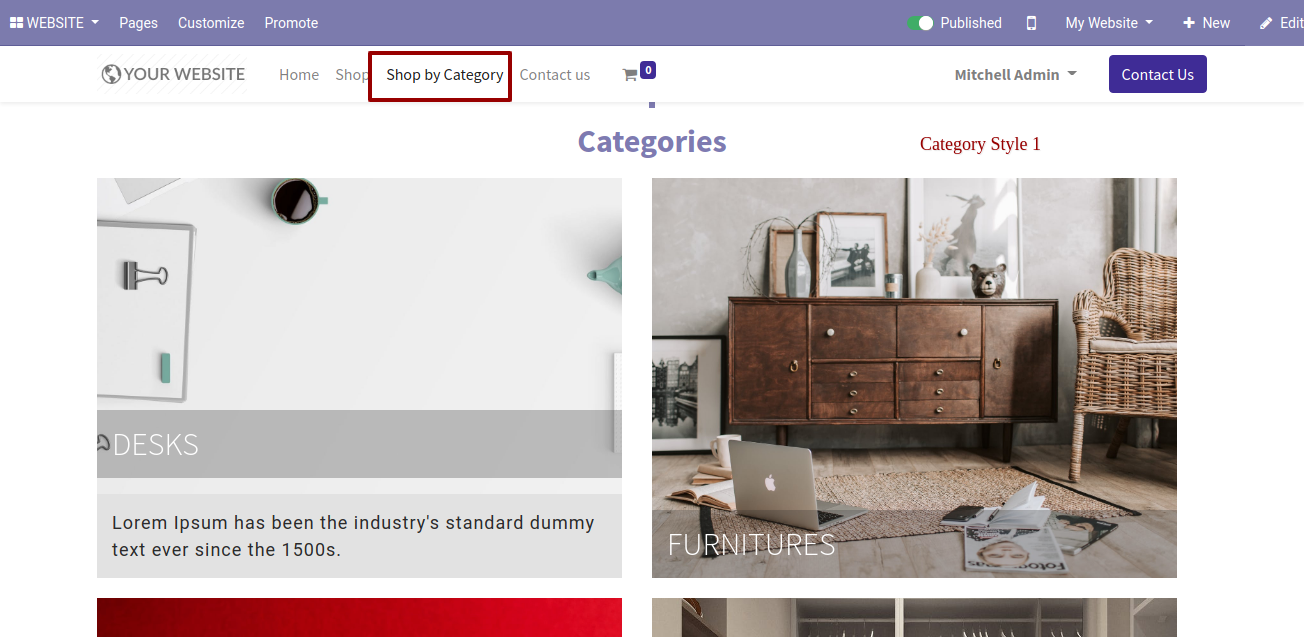 WEBSITE Pages Customize Promote Published My Website New Edit
YOUR WEBSITE Home Shop Shop by Category Contact us 0 Mitchell Admin Contact Us
Categories
Category Style 1
DESKS
Lorem Ipsum has been the industry's standard dummy
text ever since the 1500s.
FURNITURES